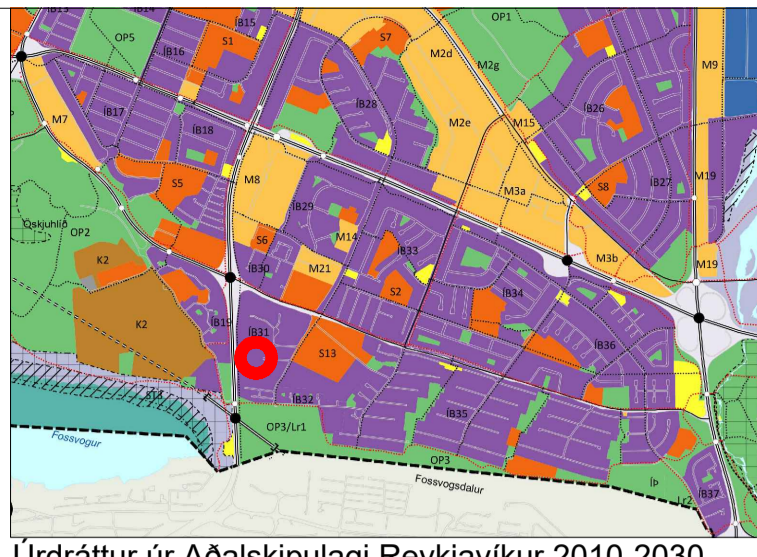 ÍB13
ÍB14
ÍB15
OP1
OP5
ÍB16
S1
S7
M2d
M2g
M9
ÍB17
M7
ÍB18
ÍB28
M2e
M15
ÍB26
S5
M8
M3a
S8
ÍB27
M19
Öskjuhlíð
OP2
ÍB29
M14
S6
ÍB33
K2
ÍB30
M21
S2
M3b
M19
K2
ÍB19
ÍB34
ÍB31
S13
ÍB36
ÍB32
ÍB35
Fossvogur
OP3/Lr1
OP3
Fossvogsdalur
ÍÞ
Lr2
ÍB37
Úrdráttur úr Aðalskipulagi Reykjavíkur 2010-2030